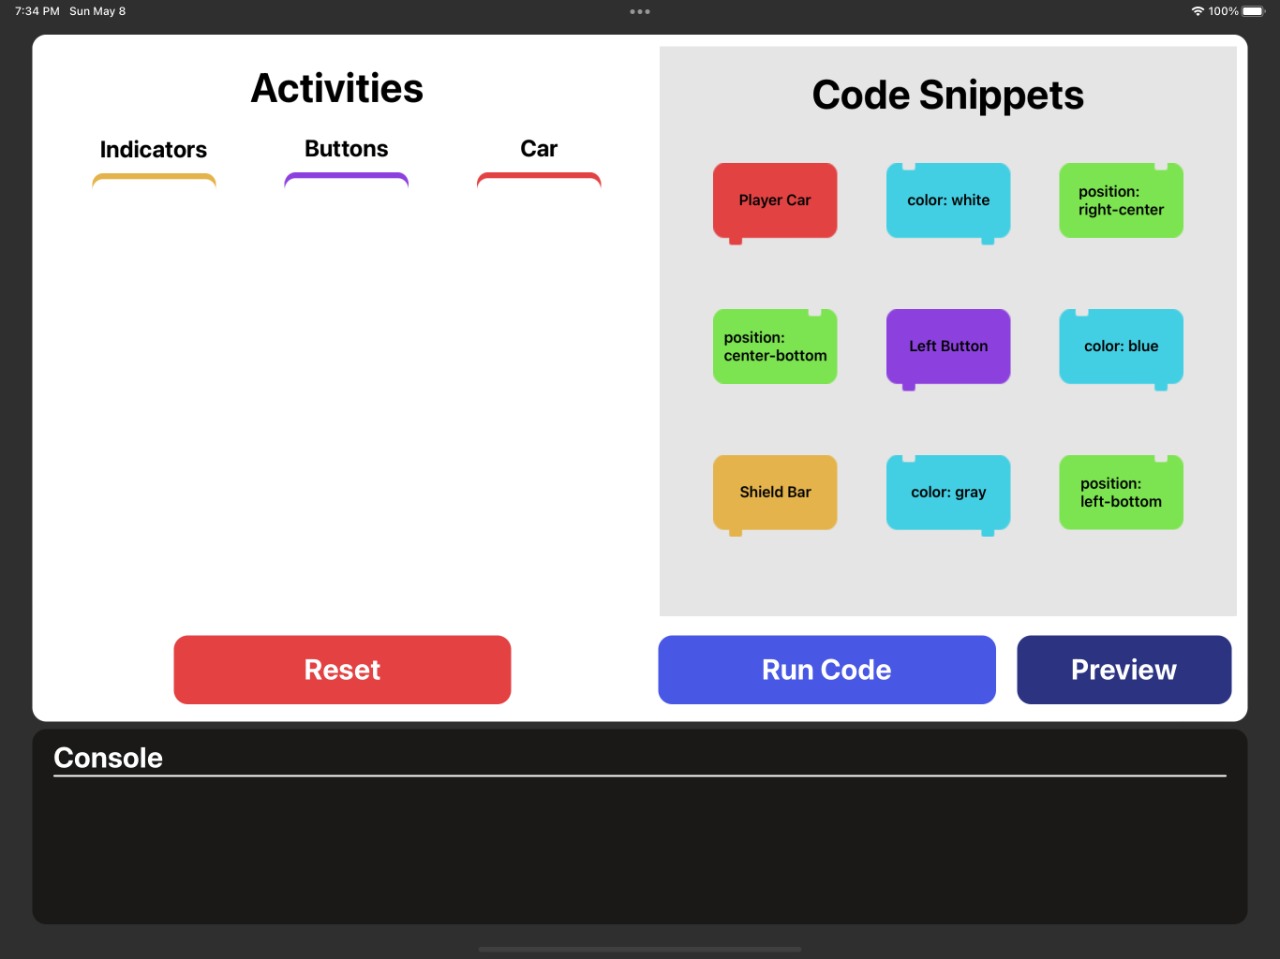 7:34 PM Sun May 8
100%
Activities
Indicators
Buttons
Car
Code Snippets
Player Car
color: white
position:
right-center
position:
center-bottom
Left Button
color: blue
Shield Bar
color: gray
position:
left-bottom
Reset
Run Code
Preview
Console